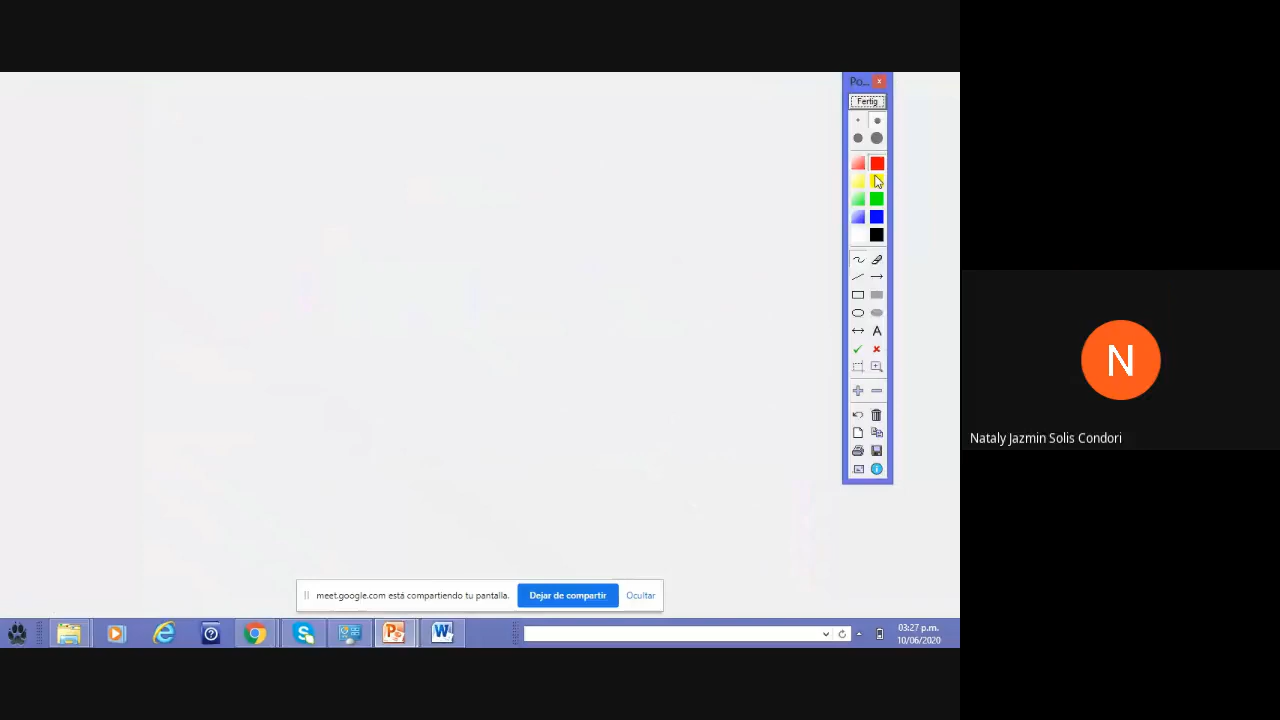 Po...
Fertig
A
N
Nataly Jazmin Solis Condori
meet.google.com está compartiendo tu pantalla.
Dejar de compartir
Ocultar
03:27 p.m.
10/06/2020